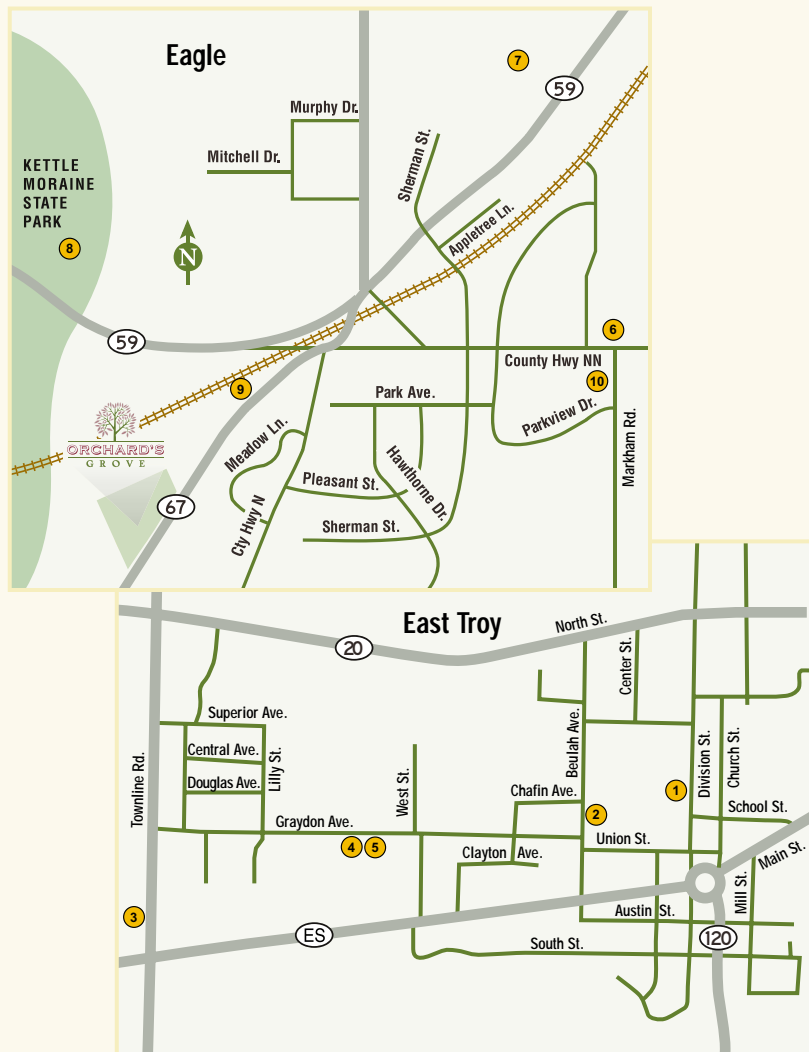 Eagle
7
59
Murphy Dr.
Mitchell Dr.
Sherman St.
KETTLE
MORAINE
STATE
PARK
Appletree Ln.
8
N
6
59
County Hwy NN
10
9
Park Ave.
Parkview Dr.
ORCHARD'S
GROVE
Meadow Ln.
Hawthorne Dr.
Markham Rd.
Pleasant St.
67
Cty Hwy N
Sherman St.
East Troy
North St.
20
Center St.
Superior Ave.
Beulah Ave.
Division St.
Church St.
Central Ave.
Lilly St.
Townline Rd.
Douglas Ave.
West St.
Chafin Ave.
1
School St.
2
Graydon Ave.
Union St.
4
5
Clayton Ave.
Main St.
Mill St.
3
Austin St.
ES
South St.
120